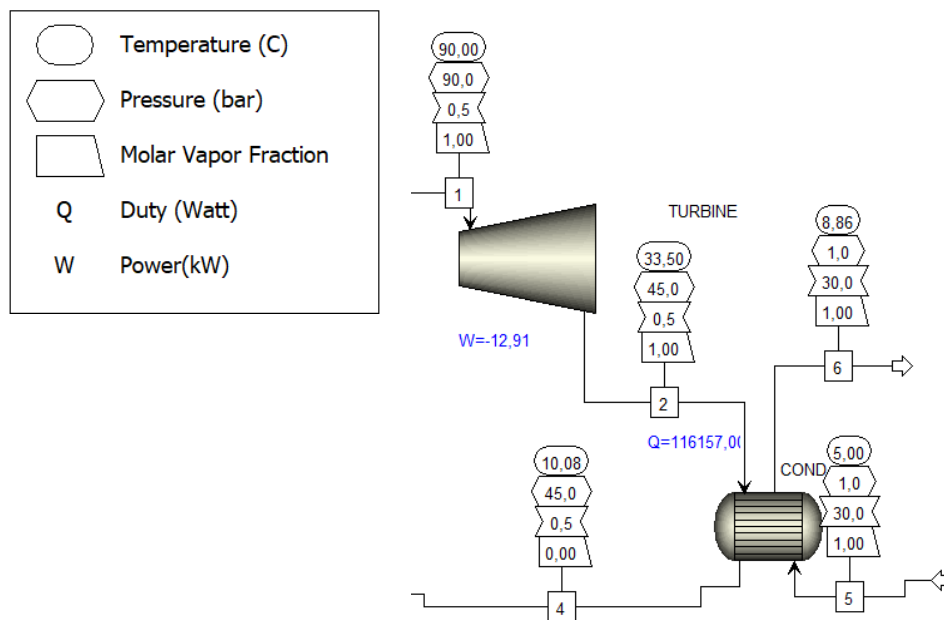 Temperature (C)
Pressure (bar)
Molar Vapor Fraction
Q Duty (Watt)
W Power(kW)
90,00
90,0
0,5
1,00
1
TURBINE
W=-12,91
33,50
45,0
0,5
1,00
2
8,86
1,0
30,0
1,00
6
Q=116157,00
COND
10,08
45,0
0,5
0,00
4
5,00
1,0
30,0
1,00
5